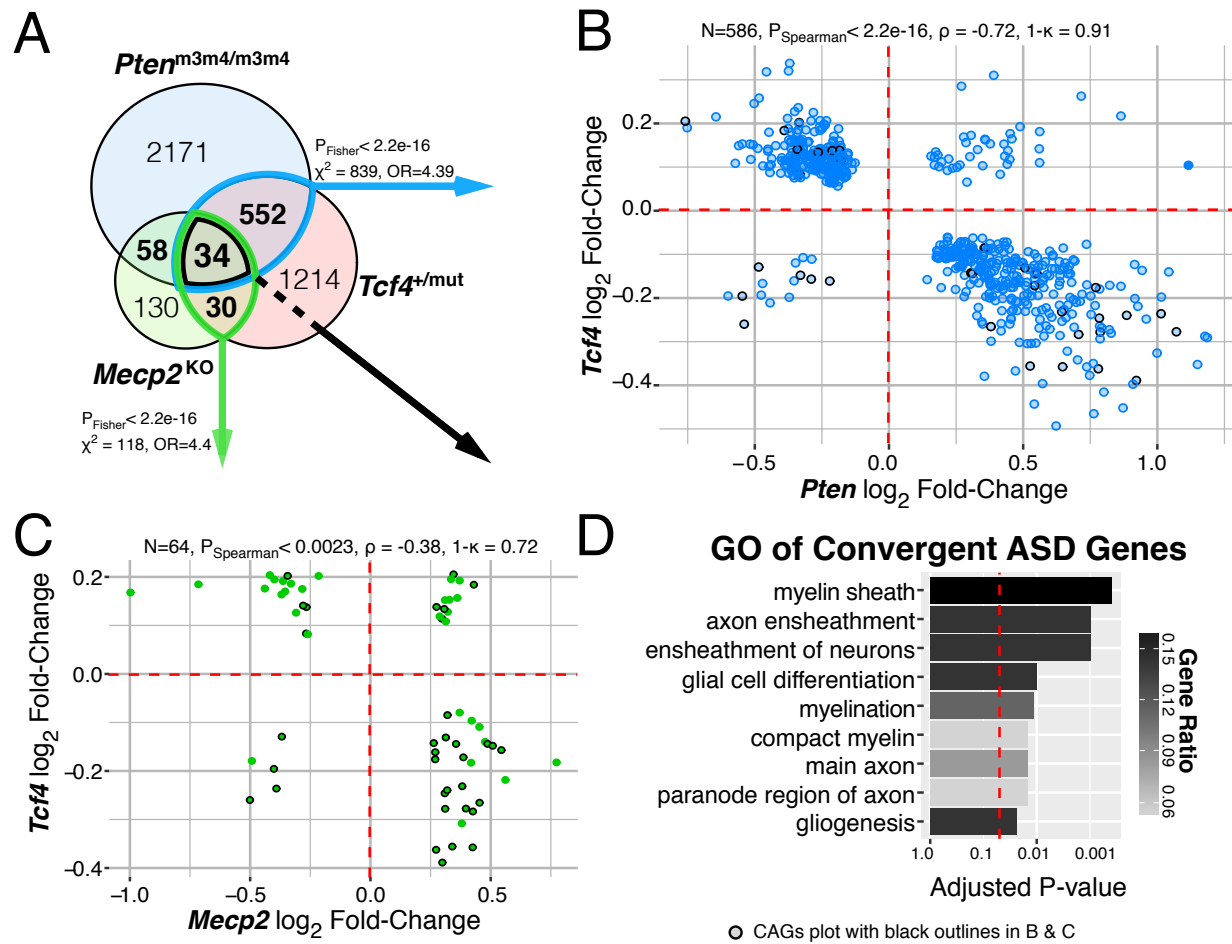 A
Pten^m3m4/m3m4
2171
P_Fisher < 2.2e-16
χ² = 839, OR=4.39
552
58
34
1214
Tcf4^+/mut
130
30
Mecp2^KO
P_Fisher < 2.2e-16
χ² = 118, OR=4.4
B
N=586, P_Spearman < 2.2e-16, ρ = -0.72, 1-κ = 0.91
Tcf4 log₂ Fold-Change
0.2
0.0
−0.2
−0.4
−0.5
0.0
0.5
1.0
Pten log₂ Fold-Change
C
N=64, P_Spearman < 0.0023, ρ = -0.38, 1-κ = 0.72
Tcf4 log₂ Fold-Change
0.2
0.0
−0.2
−0.4
−1.0
−0.5
0.0
0.5
Mecp2 log₂ Fold-Change
D
GO of Convergent ASD Genes
myelin sheath
axon ensheathment
ensheathment of neurons
glial cell differentiation
myelination
compact myelin
main axon
paranode region of axon
gliogenesis
1.0
0.1
0.01
0.001
Adjusted P-value
0.15
0.12
0.09
0.06
Gene Ratio
CAGs plot with black outlines in B & C